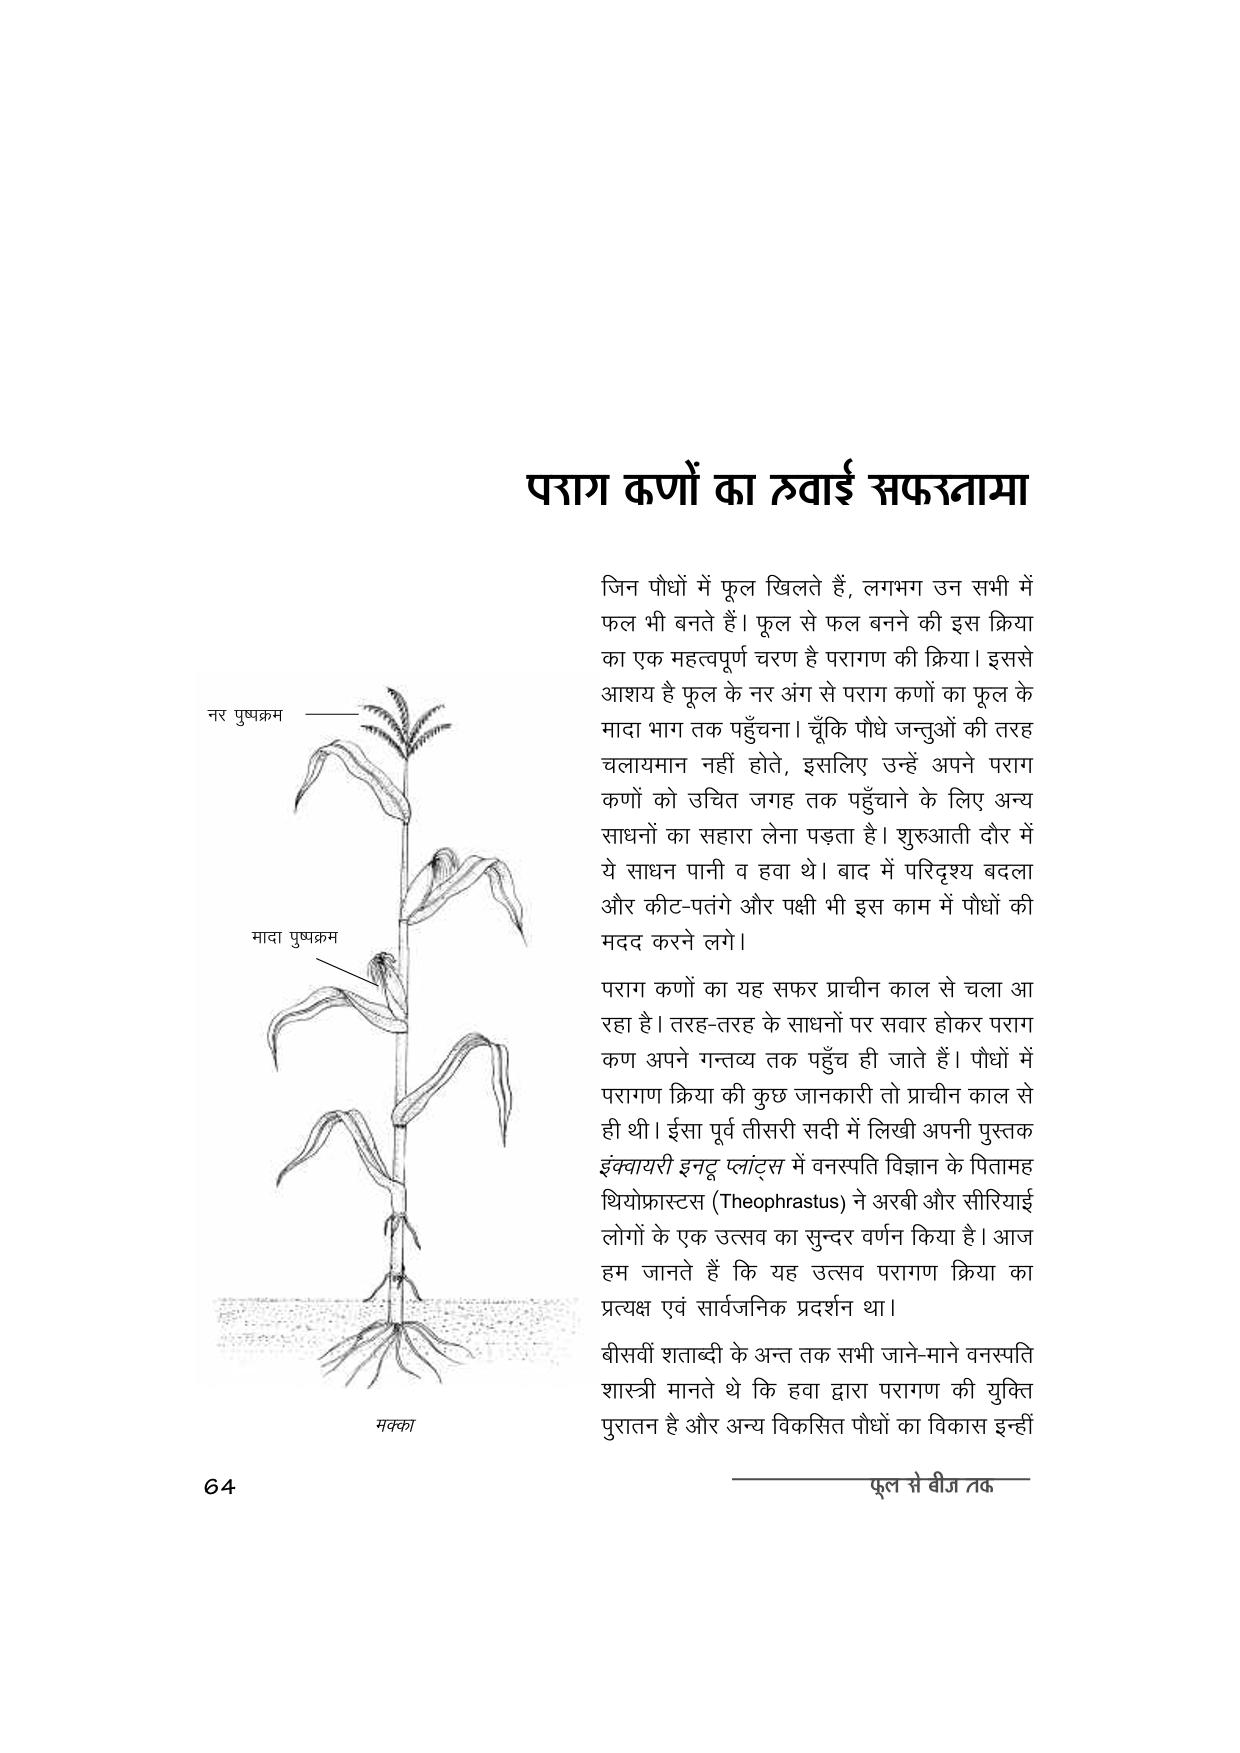 पराग कणों का हवाई सफरनामा
जिन पौधों में फूल खिलते हैं, लगभग उन सभी में
फल भी बनते हैं। फूल से फल बनने की इस क्रिया
का एक महत्वपूर्ण चरण है परागण की क्रिया। इससे
आशय है फूल के नर अंग से पराग कणों का फूल के
मादा भाग तक पहुँचना। चूँकि पौधे जन्तुओं की तरह
चलायमान नहीं होते, इसलिए उन्हें अपने पराग
कणों को उचित जगह तक पहुँचाने के लिए अन्य
साधनों का सहारा लेना पड़ता है। शुरुआती दौर में
ये साधन पानी व हवा थे। बाद में परिदृश्य बदला
और कीट-पतंगे और पक्षी भी इस काम में पौधों की
मदद करने लगे।
पराग कणों का यह सफर प्राचीन काल से चला आ
रहा है। तरह-तरह के साधनों पर सवार होकर पराग
कण अपने गन्तव्य तक पहुँच ही जाते हैं। पौधों में
परागण क्रिया की कुछ जानकारी तो प्राचीन काल से
ही थी। ईसा पूर्व तीसरी सदी में लिखी अपनी पुस्तक
इंक्वायरी इनटू प्लांट्स में वनस्पति विज्ञान के पितामह
थियोफ्रास्टस (Theophrastus) ने अरबी और सीरियाई
लोगों के एक उत्सव का सुन्दर वर्णन किया है। आज
हम जानते हैं कि यह उत्सव परागण क्रिया का
प्रत्यक्ष एवं सार्वजनिक प्रदर्शन था।
बीसवीं शताब्दी के अन्त तक सभी जाने-माने वनस्पति
शास्त्री मानते थे कि हवा द्वारा परागण की युक्ति
पुरातन है और अन्य विकसित पौधों का विकास इन्हीं
नर पुष्पक्रम
मादा पुष्पक्रम
मक्का
64
फूल से बीज तक